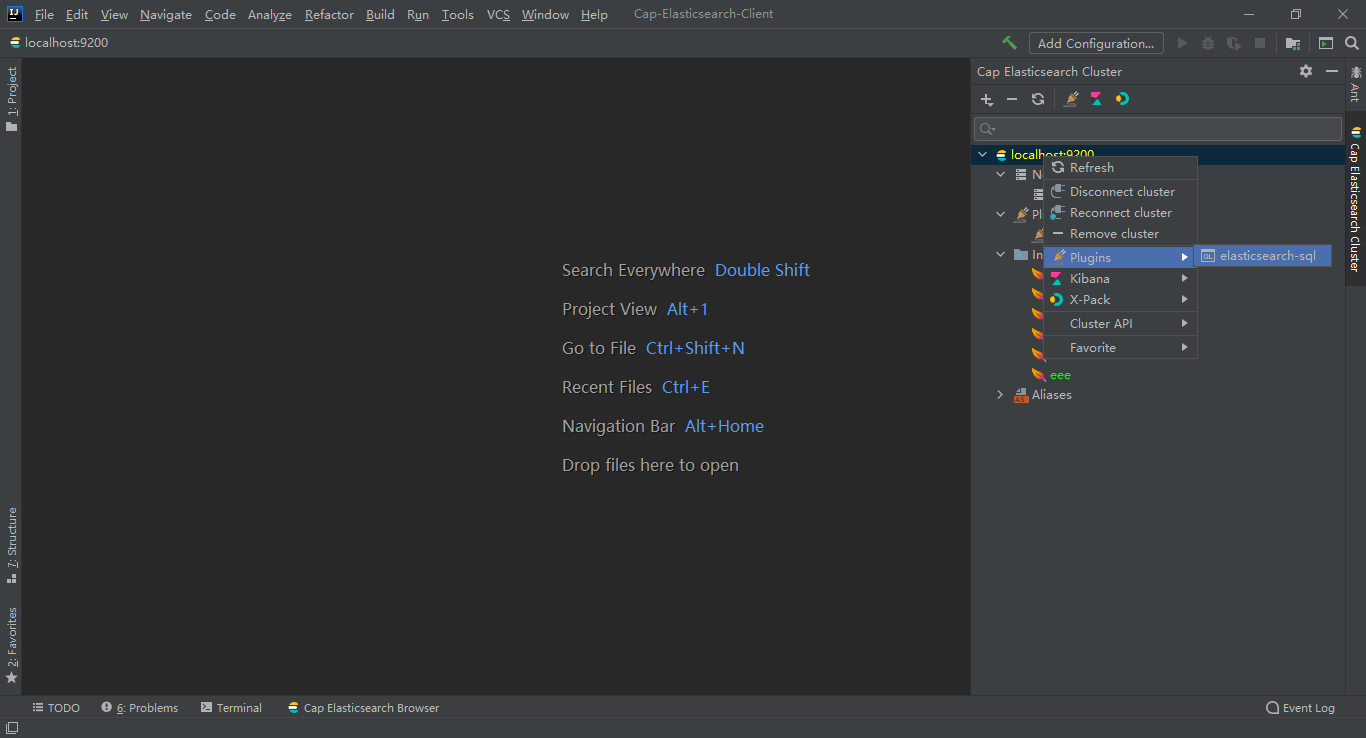 File Edit View Navigate Code Analyze Refactor Build Run Tools VCS Window Help Cap-Elasticsearch-Client
localhost:9200 Add Configuration...
1: Project
7: Structure
2: Favorites
Search Everywhere Double Shift
Project View Alt+1
Go to File Ctrl+Shift+N
Recent Files Ctrl+E
Navigation Bar Alt+Home
Drop files here to open
Cap Elasticsearch Cluster
localhost:9200
Refresh
Disconnect cluster
Reconnect cluster
Remove cluster
Plugins elasticsearch-sql
Kibana
X-Pack
Cluster API
Favorite
eee
Aliases
Ant
Cap Elasticsearch Cluster
TODO 6: Problems Terminal Cap Elasticsearch Browser Event Log